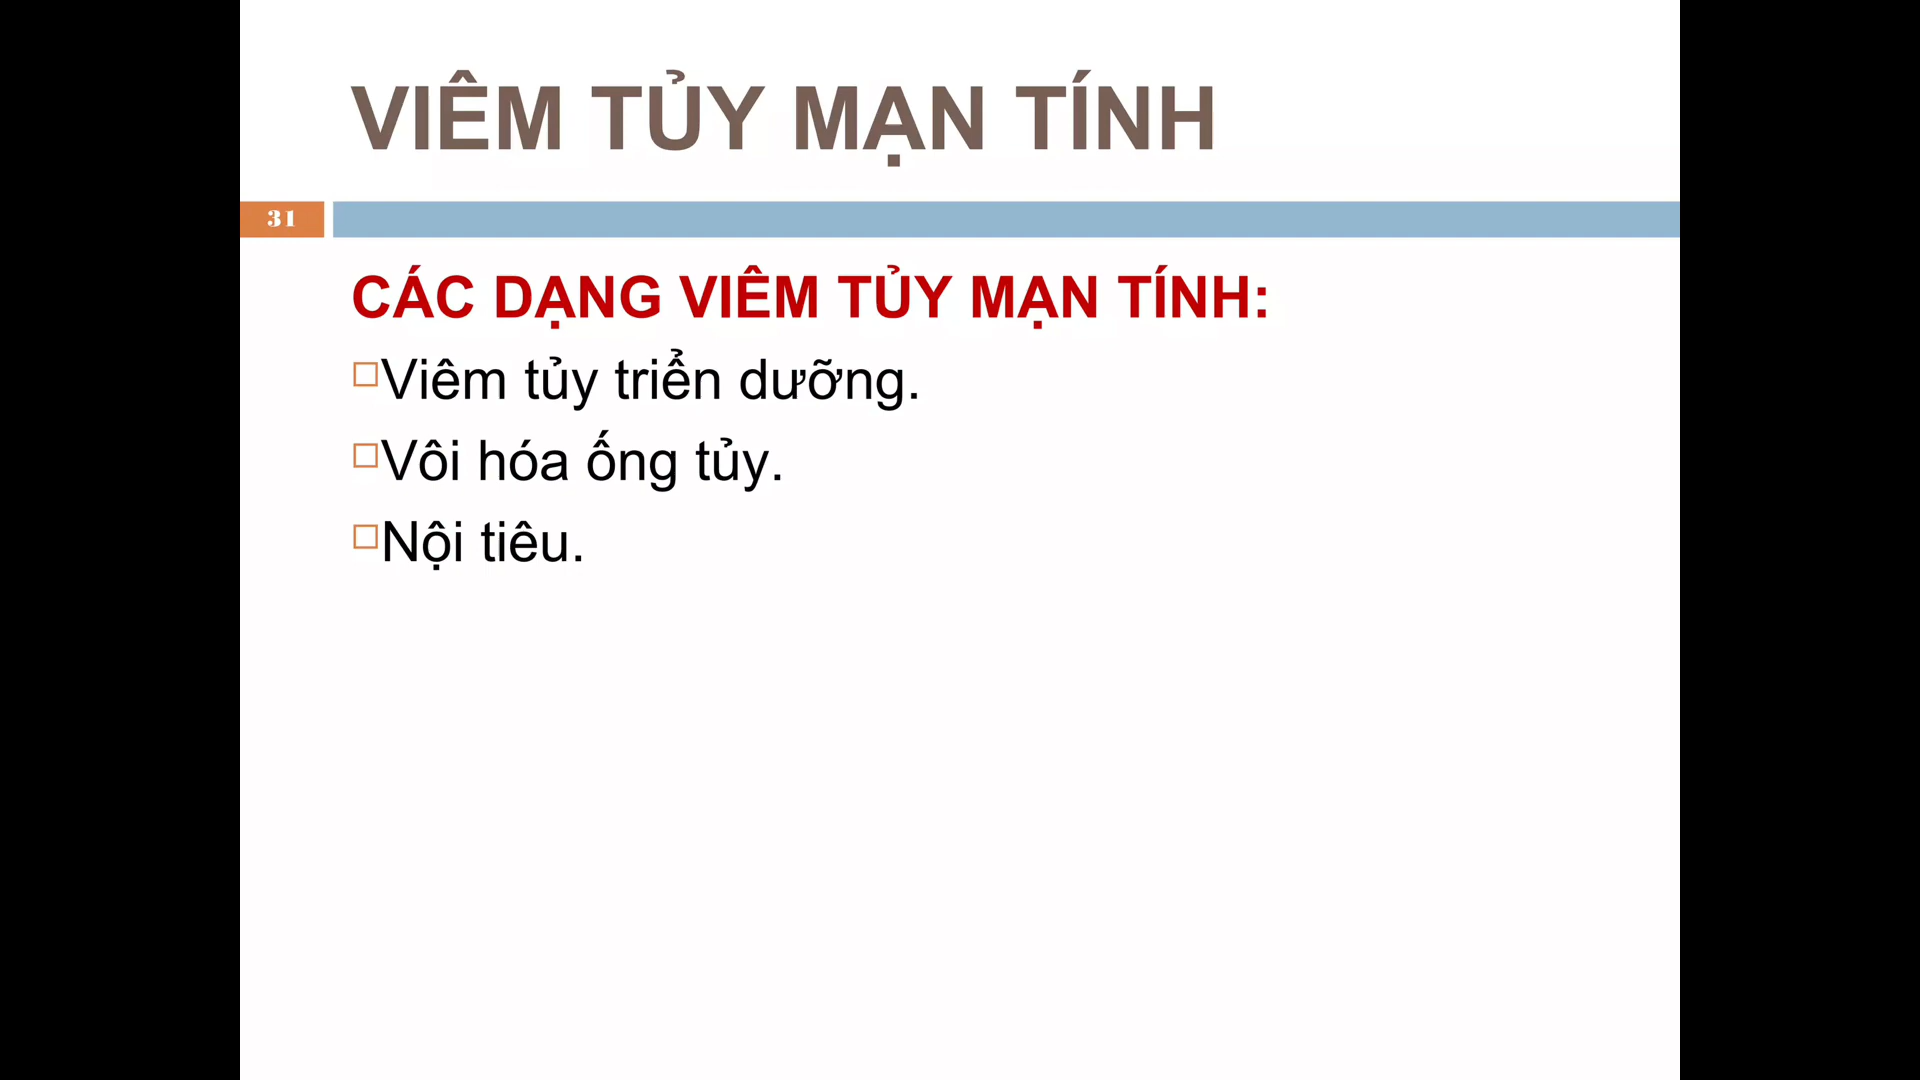 VIÊM TỦY MẠN TÍNH
31
CÁC DẠNG VIÊM TỦY MẠN TÍNH:
Viêm tủy triển dưỡng.
Vôi hóa ống tủy.
Nội tiêu.